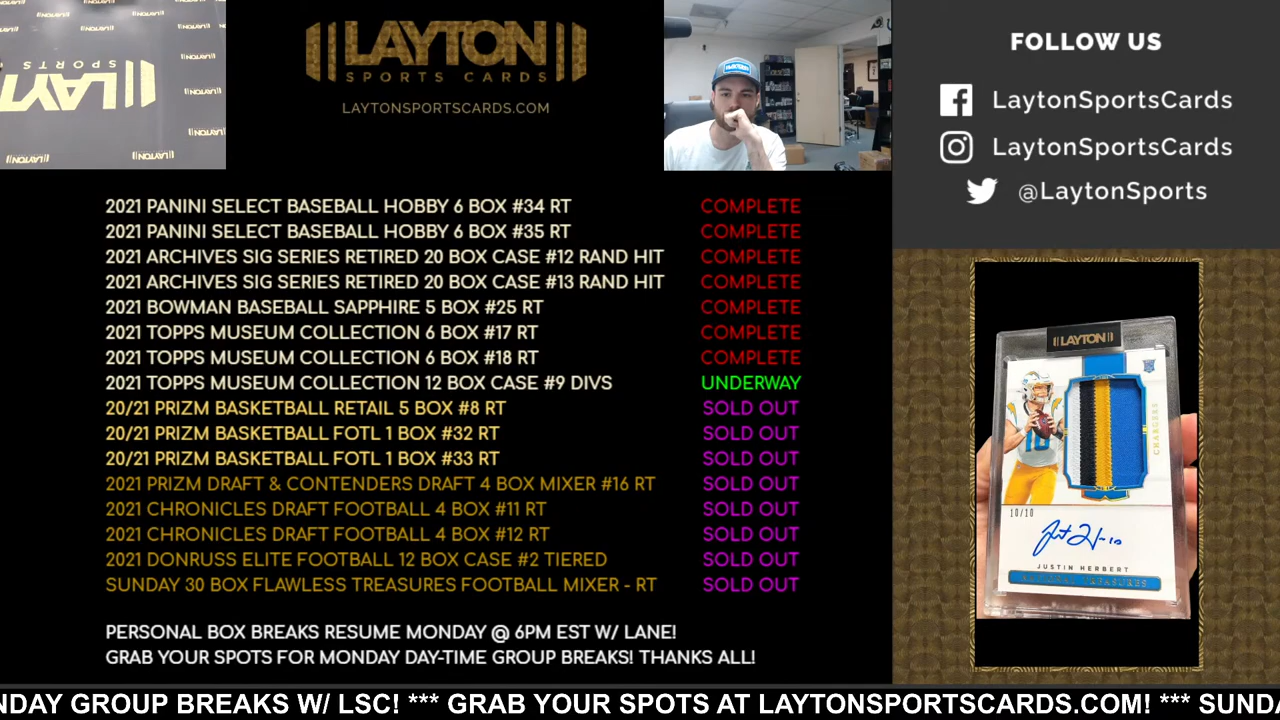 LAYTON
SPORTS CARDS
LAYTONSPORTSCARDS.COM
FOLLOW US
LaytonSportsCards
LaytonSportsCards
@LaytonSports
2021 PANINI SELECT BASEBALL HOBBY 6 BOX #34 RT COMPLETE
2021 PANINI SELECT BASEBALL HOBBY 6 BOX #35 RT COMPLETE
2021 ARCHIVES SIG SERIES RETIRED 20 BOX CASE #12 RAND HIT COMPLETE
2021 ARCHIVES SIG SERIES RETIRED 20 BOX CASE #13 RAND HIT COMPLETE
2021 BOWMAN BASEBALL SAPPHIRE 5 BOX #25 RT COMPLETE
2021 TOPPS MUSEUM COLLECTION 6 BOX #17 RT COMPLETE
2021 TOPPS MUSEUM COLLECTION 6 BOX #18 RT COMPLETE
2021 TOPPS MUSEUM COLLECTION 12 BOX CASE #9 DIVS UNDERWAY
20/21 PRIZM BASKETBALL RETAIL 5 BOX #8 RT SOLD OUT
20/21 PRIZM BASKETBALL FOTL 1 BOX #32 RT SOLD OUT
20/21 PRIZM BASKETBALL FOTL 1 BOX #33 RT SOLD OUT
2021 PRIZM DRAFT & CONTENDERS DRAFT 4 BOX MIXER #16 RT SOLD OUT
2021 CHRONICLES DRAFT FOOTBALL 4 BOX #11 RT SOLD OUT
2021 CHRONICLES DRAFT FOOTBALL 4 BOX #12 RT SOLD OUT
2021 DONRUSS ELITE FOOTBALL 12 BOX CASE #2 TIERED SOLD OUT
SUNDAY 30 BOX FLAWLESS TREASURES FOOTBALL MIXER - RT SOLD OUT
PERSONAL BOX BREAKS RESUME MONDAY @ 6PM EST W/ LANE!
GRAB YOUR SPOTS FOR MONDAY DAY-TIME GROUP BREAKS! THANKS ALL!
LAYTON
CHARGERS
10/10
JUSTIN HERBERT
NATIONAL TREASURES
NDAY GROUP BREAKS W/ LSC! *** GRAB YOUR SPOTS AT LAYTONSPORTSCARDS.COM! *** SUNDA